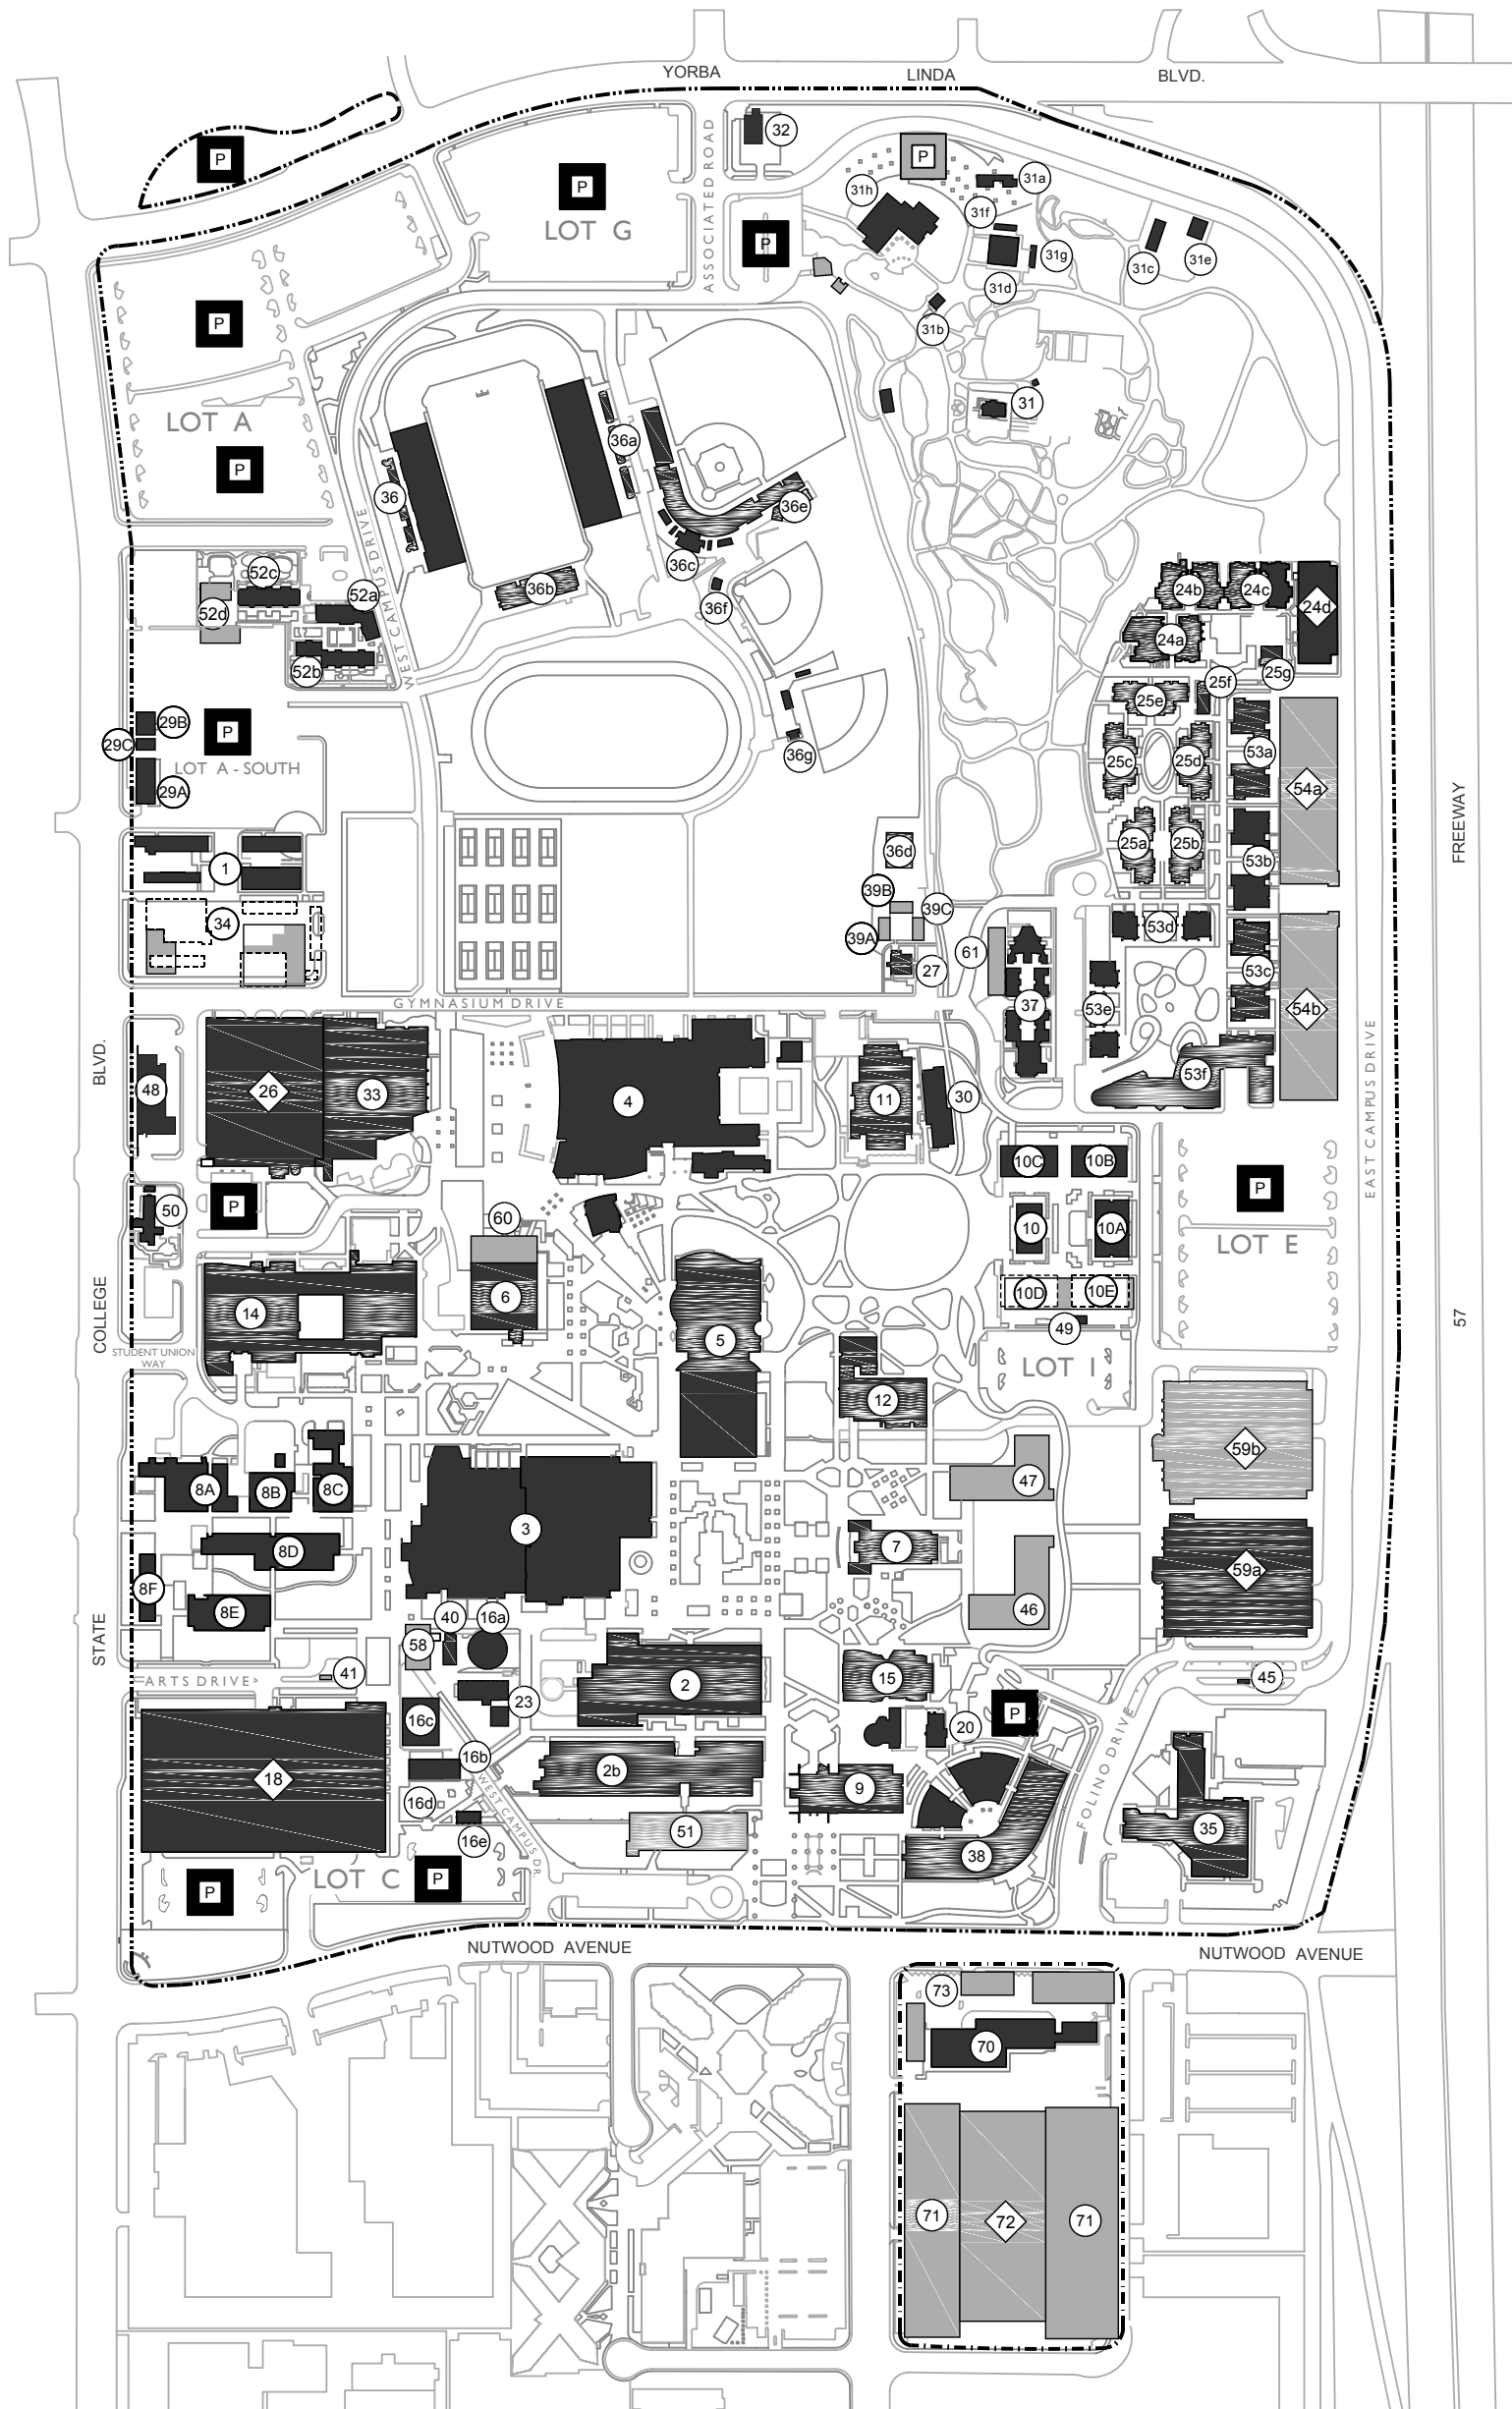 YORBA LINDA BLVD.
P
32
P
P
31a
31h
P
LOT G
ASSOCIATED ROAD
31f
P
31g
31e
31c
31d
P
31b
31
LOT A
36a
P
36
36e
36c
WEST CAMPUS DRIVE
52c
36b
24b
24c
52a
36f
24d
52d
24a
52b
25g
25f
25e
29B
P
29C
53a
36g
25c
25d
LOT A - SOUTH
54a
29A
FREEWAY
25a
25b
36d
53b
1
39B
39C
34
53d
39A
61
27
53c
GYMNASIUM DRIVE
37
53e
54b
BLVD.
53f
48
26
33
4
11
30
EAST CAMPUS DRIVE
10C
10B
P
50
P
60
10
10A
LOT E
10D
10E
6
14
COLLEGE
57
49
5
STUDENT UNION
WAY
LOT I
12
59b
47
8A
8B
8C
3
7
8D
59a
8F
46
8E
40
16a
STATE
58
41
45
15
ARTS DRIVE
2
23
P
16c
20
FOLINO DRIVE
16b
2b
18
9
WEST CAMPUS DR.
16d
35
51
16e
38
LOT C
P
P
NUTWOOD AVENUE
NUTWOOD AVENUE
73
70
71
72
71